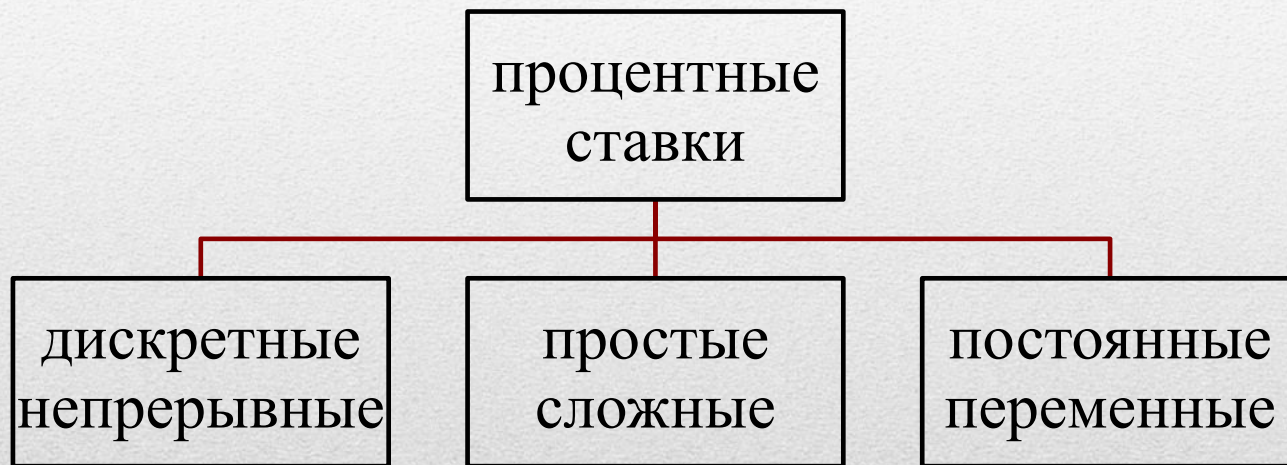 процентные
ставки
дискретные
непрерывные
простые
сложные
постоянные
переменные